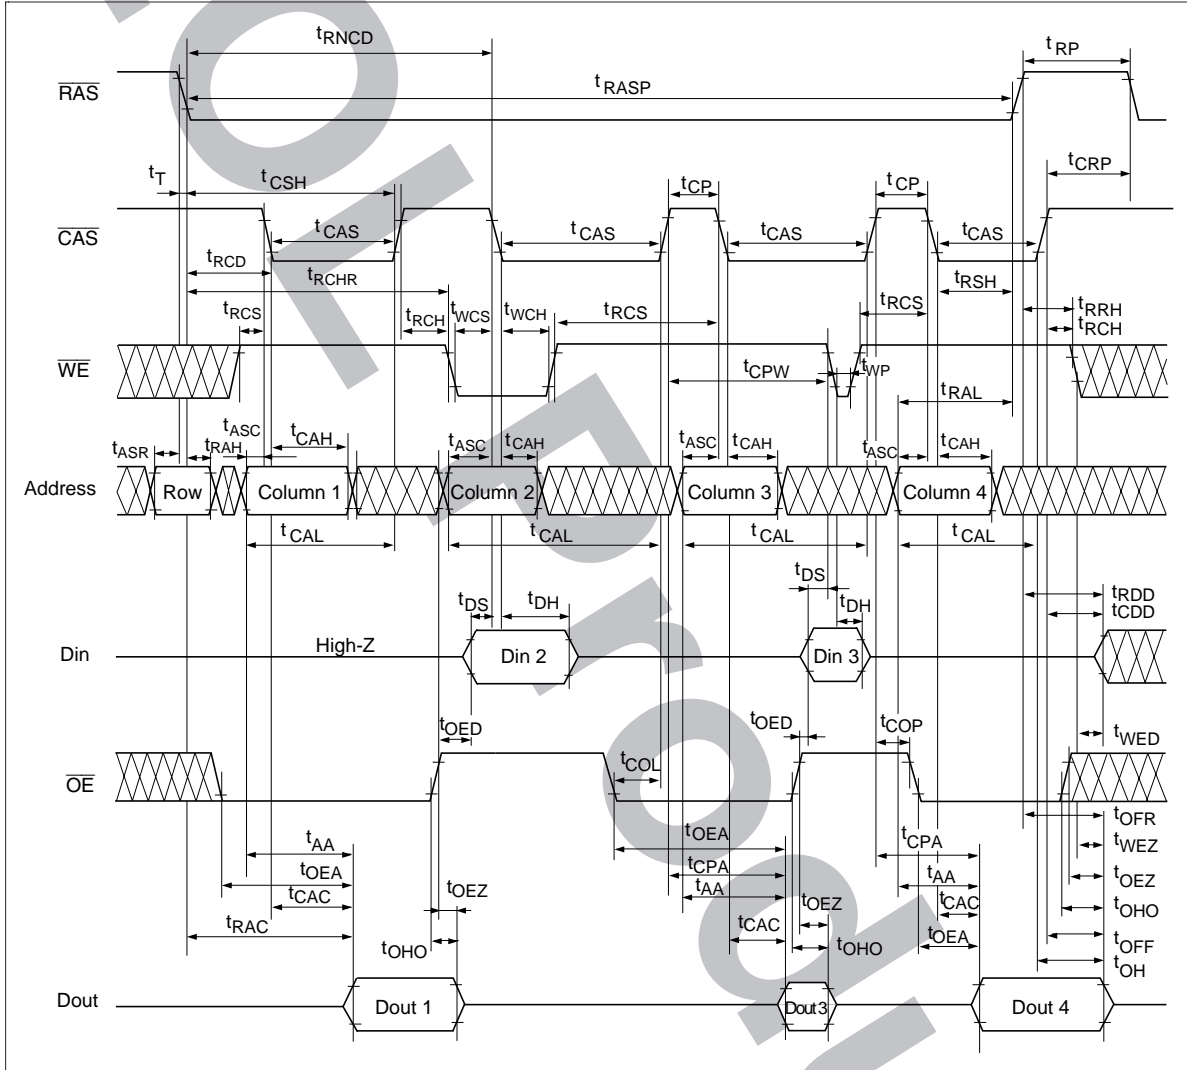 tRNCD
tRP
RAS
tRASP
tT
tCSH
tCP
tCP
tCRP
CAS
tCAS
tCAS
tCAS
tCAS
tRCD
tRCHR
tRSH
tRCS
tRCH
tWCS
tWCH
tRCS
tRCS
tRRH
tRCH
WE
tCPW
tWP
tRAL
tASR
tRAH
tASC
tCAH
tASC
tCAH
tASC
tCAH
tASC
tCAH
Address
Row
Column 1
Column 2
Column 3
Column 4
tCAL
tCAL
tCAL
tCAL
tDS
tDH
tDS
tDH
tRDD
tCDD
Din
High-Z
Din 2
Din 3
tOED
tOED
tCOP
tWED
OE
tCOL
tOFR
tAA
tOEA
tCPA
tWEZ
tOEA
tOEZ
tCPA
tAA
tOEZ
tCAC
tAA
tOEZ
tCAC
tOHO
tRAC
tOHO
tCAC
tOHO
tOEA
tOFF
tOH
Dout
Dout 1
Dout 3
Dout 4
EOL Prod